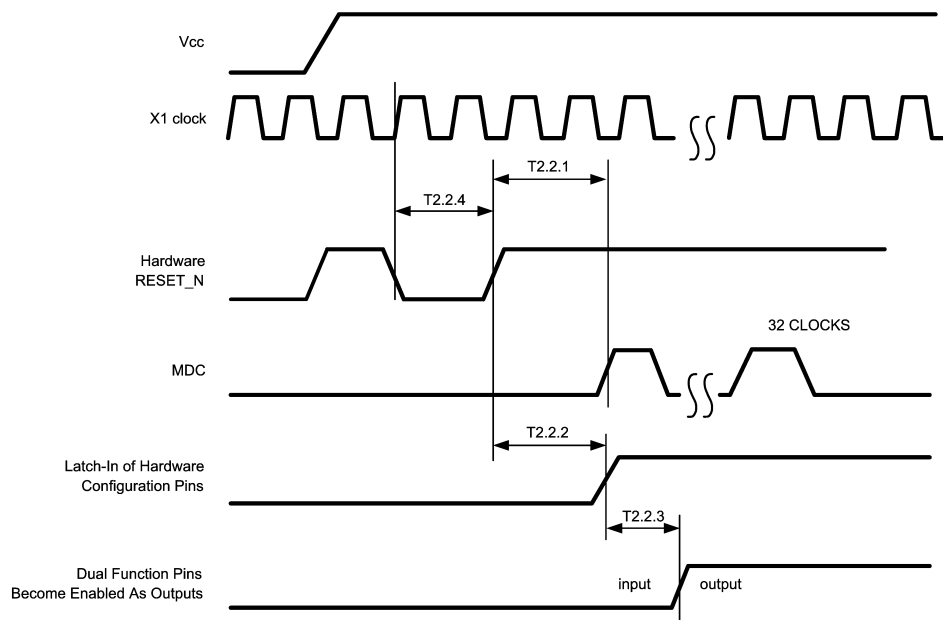 Vcc
X1 clock
T2.2.1
T2.2.4
Hardware
RESET_N
32 CLOCKS
MDC
T2.2.2
Latch-In of Hardware
Configuration Pins
T2.2.3
Dual Function Pins
Become Enabled As Outputs
input
output